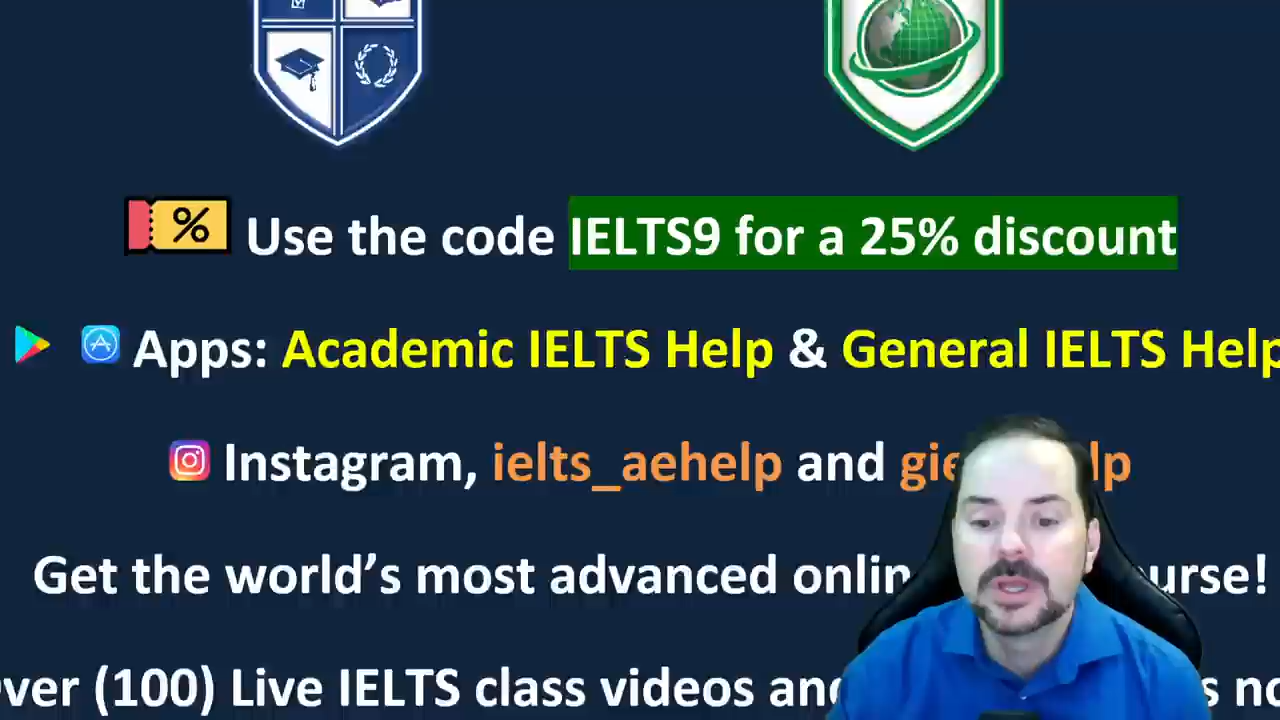 % Use the code IELTS9 for a 25% discount
Apps: Academic IELTS Help & General IELTS Help
Instagram, ielts_aehelp and
Get the world's most advanced
(100) Live IELTS class videos